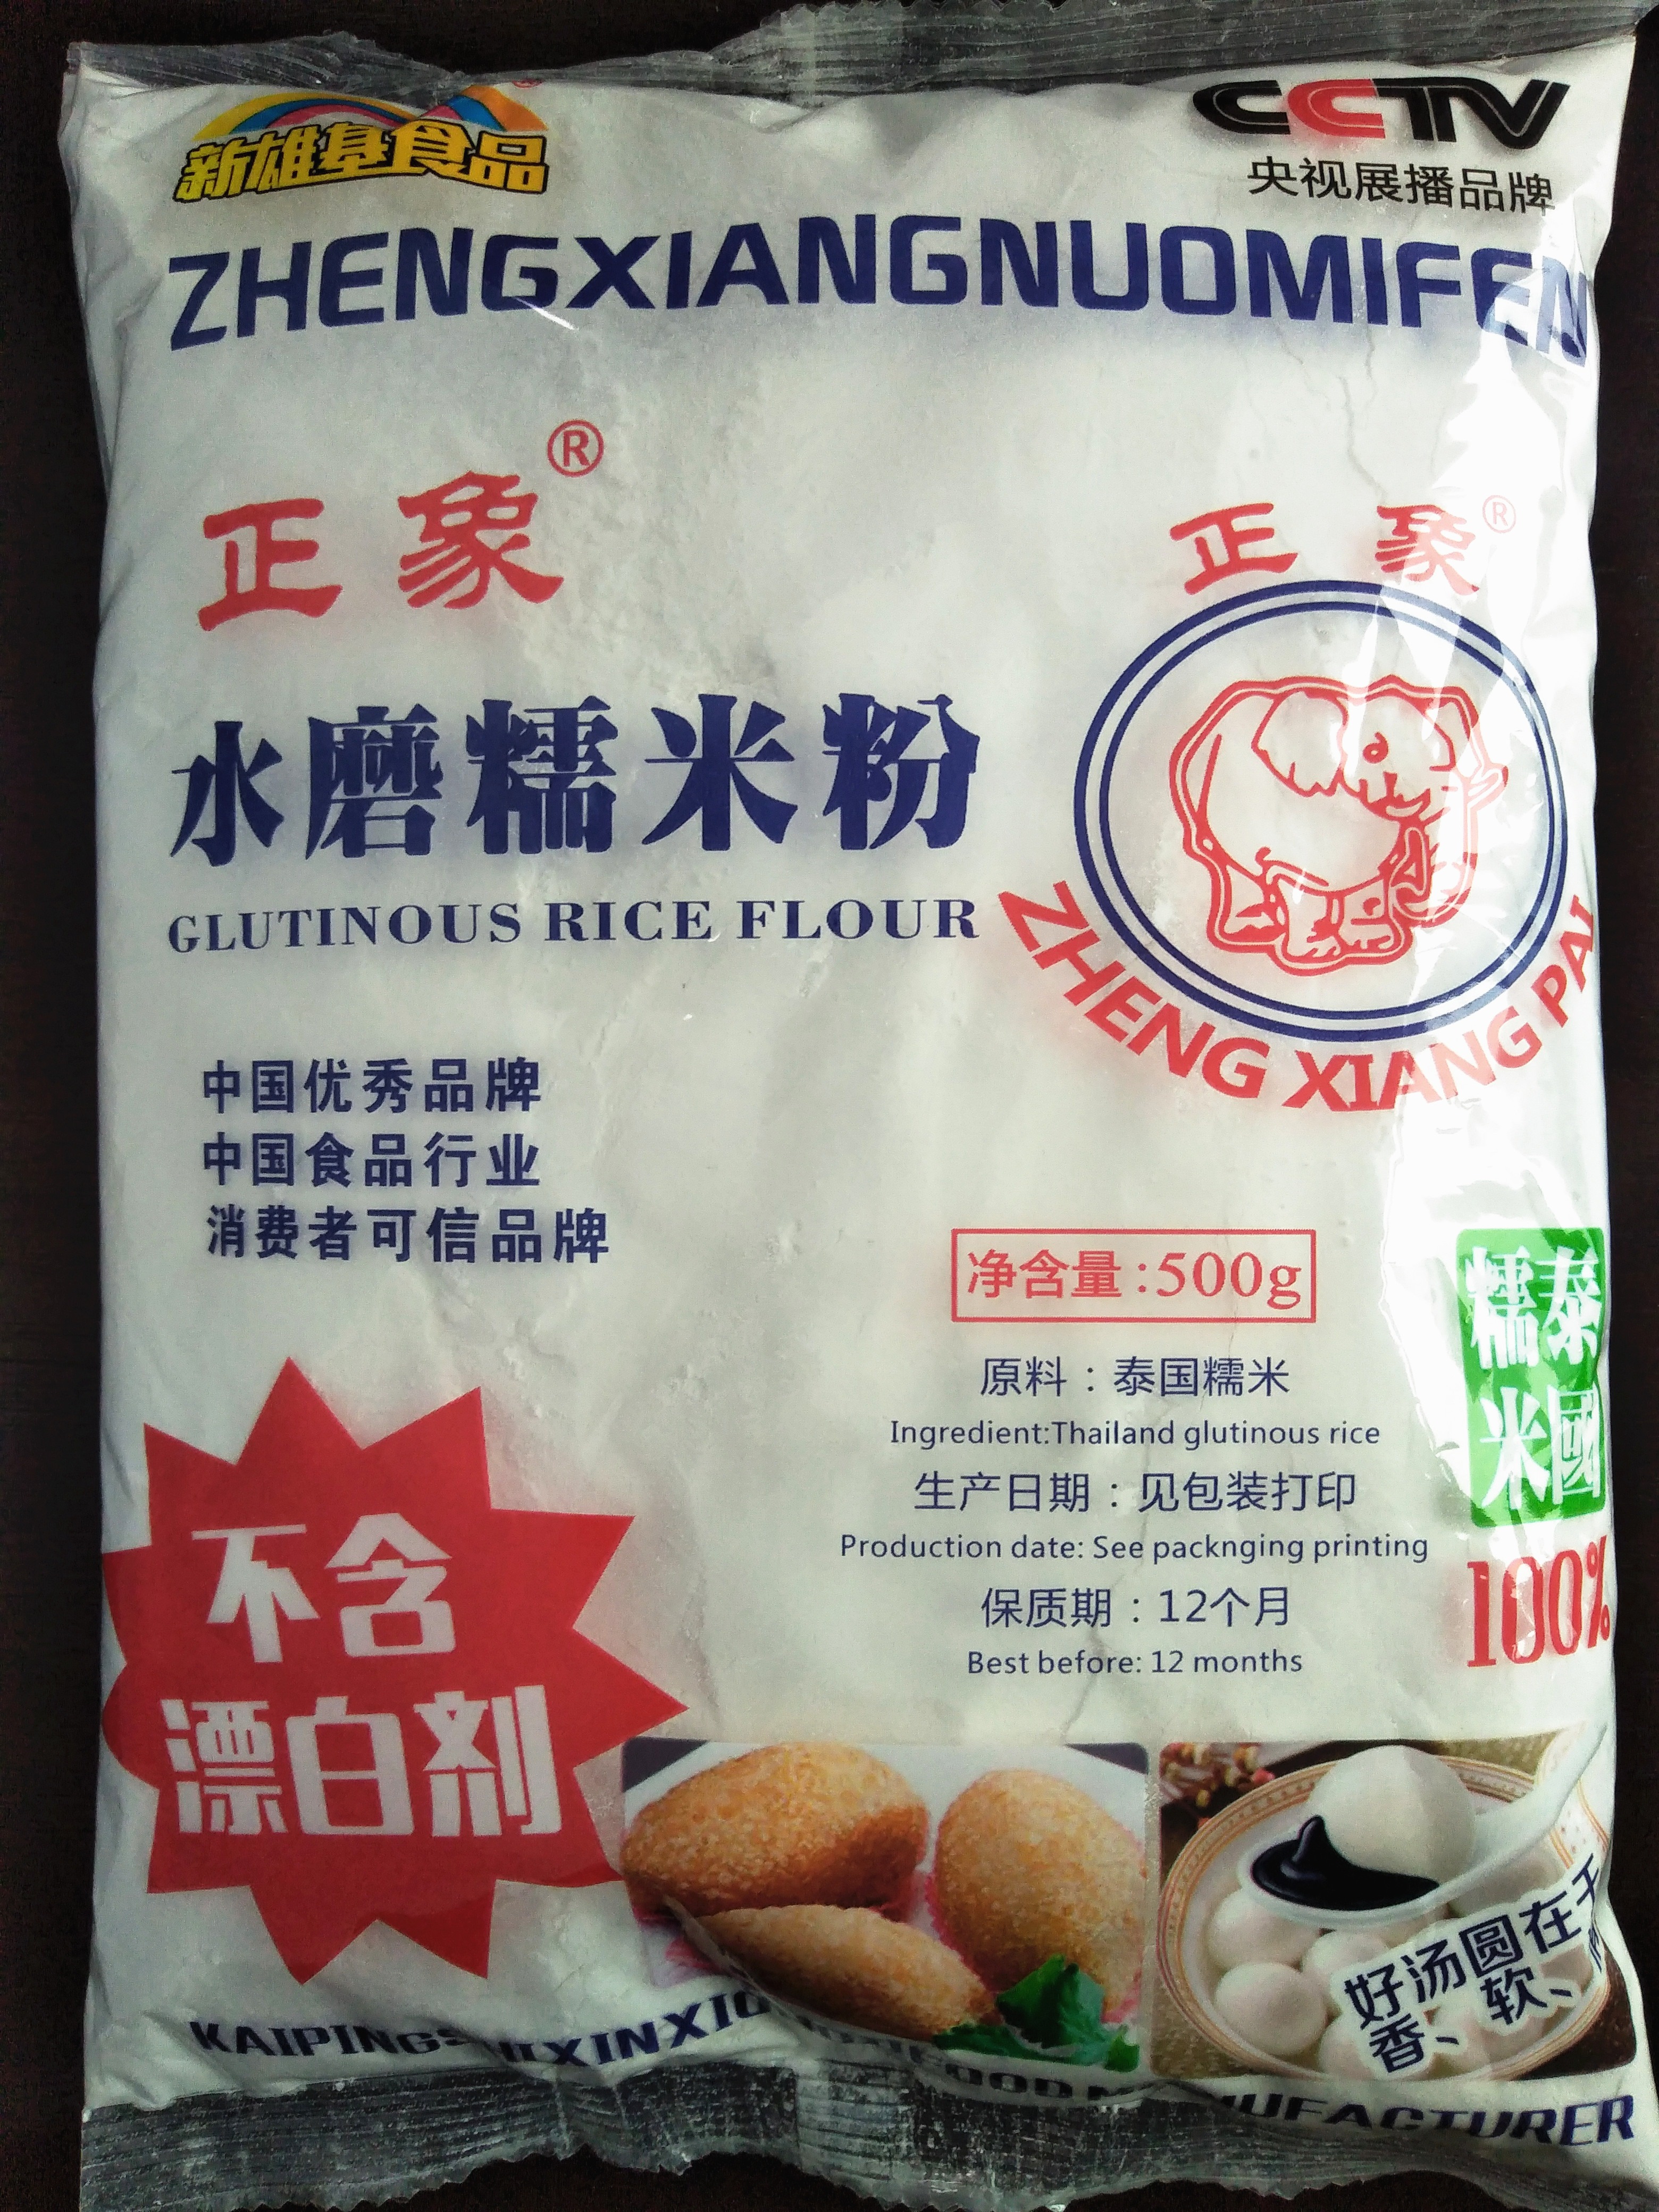 新雄基食品
CCTV
央视展播品牌
ZHENGXIANGNUOMIFEN
正象®
正象®
水磨糯米粉
GLUTINOUS RICE FLOUR
ZHENG XIANG PAI
中国优秀品牌
中国食品行业
消费者可信品牌
净含量:500g
泰國
糯米
100%
原料：泰国糯米
Ingredient:Thailand glutinous rice
生产日期：见包装打印
Production date: See packnging printing
保质期：12个月
Best before: 12 months
不含
漂白剂
好汤圆在于
香、软、
FOOD MANUFACTURER